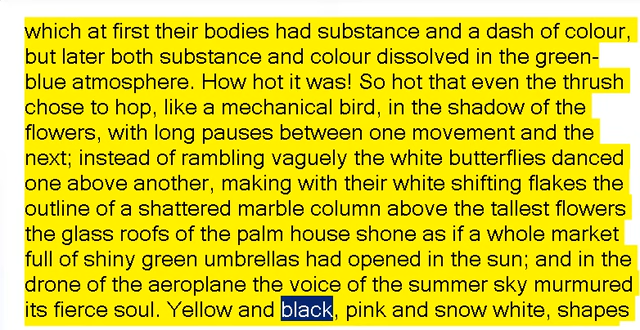 which at first their bodies had substance and a dash of colour,
but later both substance and colour dissolved in the green-
blue atmosphere. How hot it was! So hot that even the thrush
chose to hop, like a mechanical bird, in the shadow of the
flowers, with long pauses between one movement and the
next; instead of rambling vaguely the white butterflies danced
one above another, making with their white shifting flakes the
outline of a shattered marble column above the tallest flowers
the glass roofs of the palm house shone as if a whole market
full of shiny green umbrellas had opened in the sun; and in the
drone of the aeroplane the voice of the summer sky murmured
its fierce soul. Yellow and black, pink and snow white, shapes